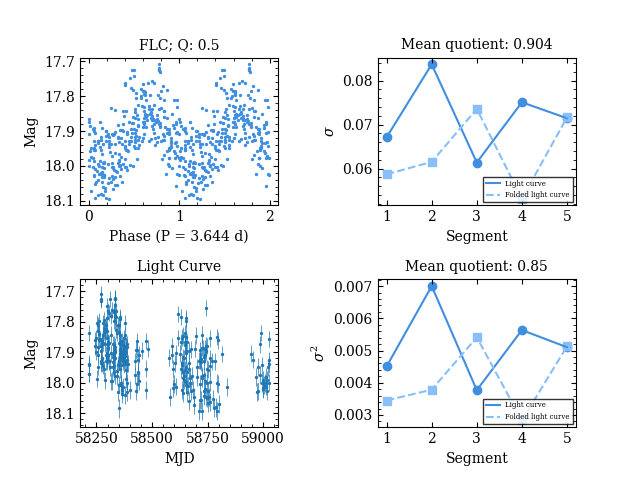 FLC; Q: 0.5
Mag
17.7
17.8
17.9
18.0
18.1
0
1
2
Phase (P = 3.644 d)
Mean quotient: 0.904
σ
0.08
0.07
0.06
Light curve
Folded light curve
1
2
3
4
5
Segment
Light Curve
Mag
17.7
17.8
17.9
18.0
18.1
58250
58500
58750
59000
MJD
Mean quotient: 0.85
σ²
0.007
0.006
0.005
0.004
0.003
Light curve
Folded light curve
1
2
3
4
5
Segment